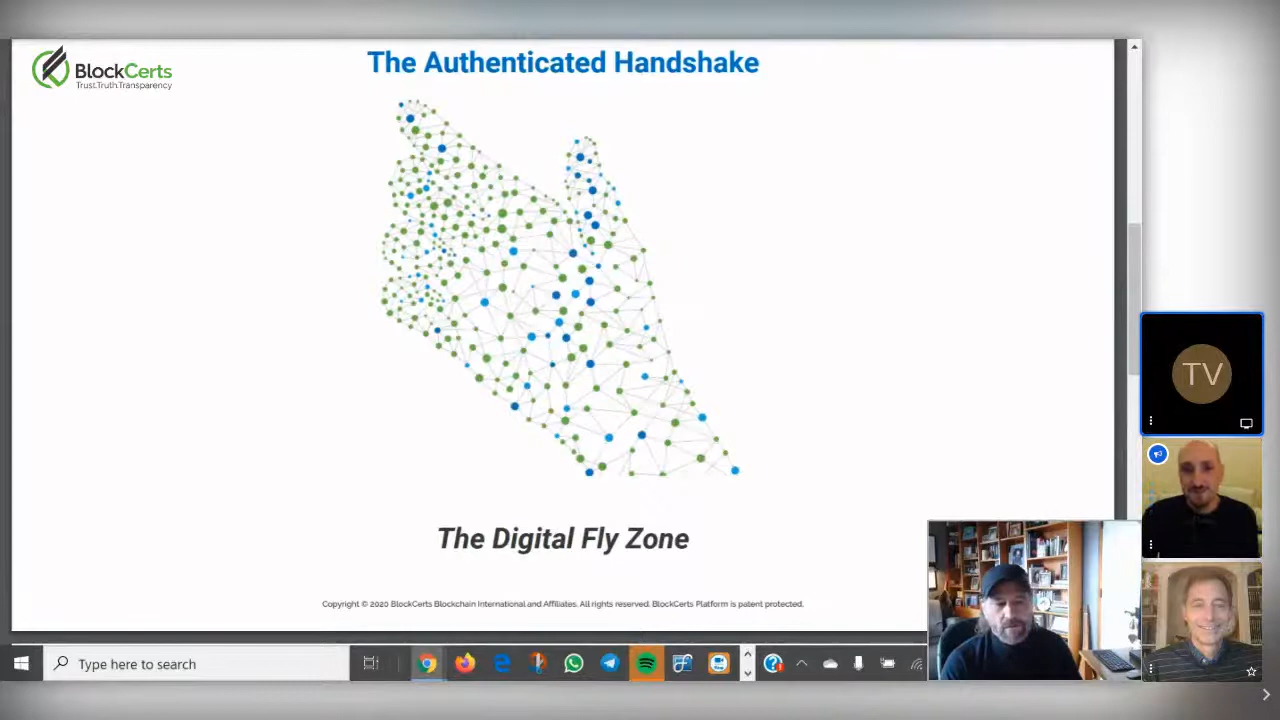 BlockCerts
Trust.Truth.Transparency
The Authenticated Handshake
The Digital Fly Zone
Copyright © 2020 BlockCerts Blockchain International and Affiliates. All rights reserved. BlockCerts Platform is patent protected.
TV
Type here to search